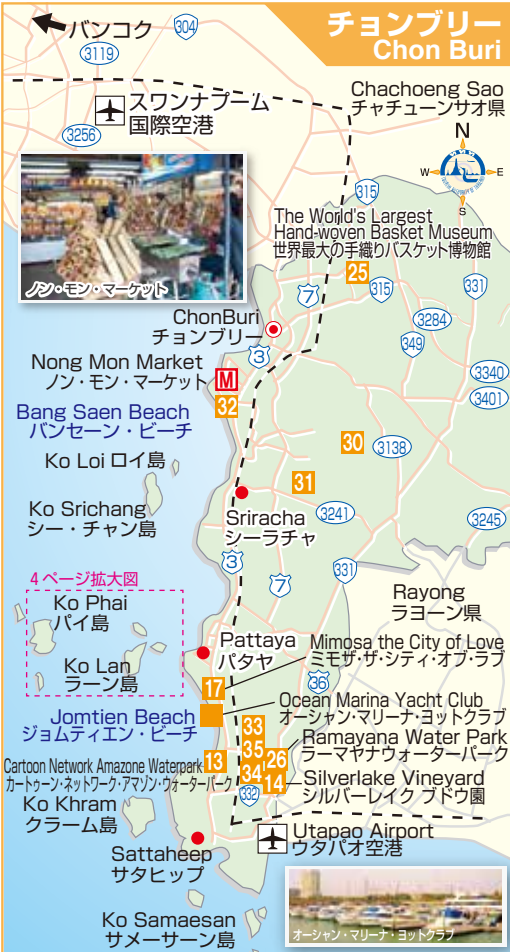 チョンブリー
Chon Buri
バンコク
304
3119
Chachoeng Sao
チャチューンサオ県
スワンナプーム
国際空港
3256
N
W
E
S
315
The World's Largest
Hand-woven Basket Museum
世界最大の手織りバスケット博物館
ノン・モン・マーケット
25
7
315
331
ChonBuri
チョンブリー
3284
3
349
Nong Mon Market
ノン・モン・マーケット
M
3340
3401
32
Bang Saen Beach
バンセーン・ビーチ
30
3138
Ko Loi ロイ島
31
Ko Srichang
シー・チャン島
Sriracha
シーラチャ
3241
3245
3
7
331
4ページ拡大図
Rayong
ラヨーン県
Ko Phai
パイ島
Pattaya
パタヤ
Mimosa the City of Love
ミモザ・ザ・シティ・オブ・ラブ
Ko Lan
ラーン島
36
17
Ocean Marina Yacht Club
オーシャン・マリーナ・ヨットクラブ
Jomtien Beach
ジョムティエン・ビーチ
33
Ramayana Water Park
ラーマヤナウォーターパーク
35
26
Cartoon Network Amazone Waterpark
カートゥーン・ネットワーク・アマゾン・ウォーターパーク
13
34
14
Silverlake Vineyard
シルバーレイク ブドウ園
332
Ko Khram
クラーム島
Utapao Airport
ウタパオ空港
Sattaheep
サタヒップ
Ko Samaesan
サメーサーン島
オーシャン・マリーナ・ヨットクラブ